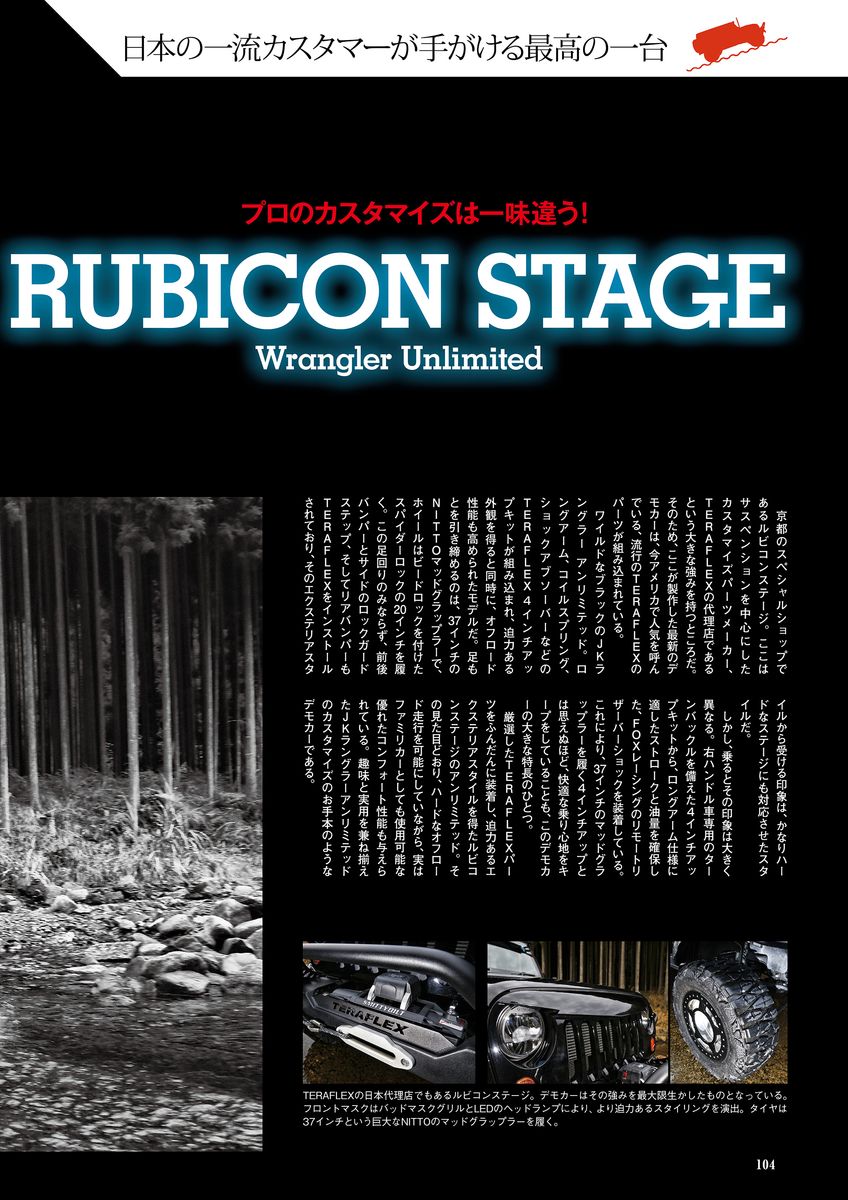 日本の一流カスタマーが手がける最高の一台
プロのカスタマイズは一味違う!
RUBICON STAGE
Wrangler Unlimited
京都のスペシャルショップで
あるルビコンステージ。ここは
サスペンションを中心にした
カスタマイズパーツメーカー、
TERAFLEXの代理店である
という大きな強みを持つところだ。
そのため、ここが製作した最新のデ
モカーは、今アメリカで人気を呼ん
でいる、流行のTERAFLEXの
パーツが組み込まれている。
ワイルドなブラックのJKラ
ングラー アンリミテッド。ロ
ングアーム、コイルスプリング、
ショックアブソーバーなどの
TERAFLEX 4インチアッ
プキットが組み込まれ、迫力ある
外観を得ると同時に、オフロード
性能も高められたモデルだ。足も
とを引き締めるのは、37インチの
NITTOマッドグラップラーで、
ホイールはビードロックを付けた
スパイダーロックの20インチを履
く。この足回りのみならず、前後
バンパーとサイドのロックガード
ステップ、そしてリアバンパーも
TERAFLEXをインストール
されており、そのエクステリアスタ
イルから受ける印象は、かなりハー
ドなステージにも対応させたスタ
イルだ。
しかし、乗るとその印象は大きく
異なる。右ハンドル車専用のター
ンバックルを備えた4インチアッ
プキットから、ロングアーム仕様に
適したストロークと油量を確保し
た、FOXレーシングのリモートリ
ザーバーショックを装着している。
これにより、37インチのマッドグラ
ップラーを履く4インチアップと
は思えぬほど、快適な乗り心地をキ
ープをしていることも、このデモカ
ーの大きな特長のひとつ。
厳選したTERAFLEXパー
ツをふんだんに装着し、迫力あるエ
クステリアスタイルを得たルビコ
ンステージのアンリミテッド。そ
の見た目どおり、ハードなオフロー
ド走行を可能にしていながら、実は
ファミリカーとしても使用可能な
優れたコンフォート性能も与えら
れている。趣味と実用を兼ね揃え
たJKラングラーアンリミテッド
のカスタマイズのお手本のような
デモカーである。
SMITTYBILT
TERAFLEX
TERAFLEXの日本代理店でもあるルビコンステージ。デモカーはその強みを最大限生かしたものとなっている。
フロントマスクはバッドマスクグリルとLEDのヘッドランプにより、より迫力あるスタイリングを演出。タイヤは
37インチという巨大なNITTOのマッドグラップラーを履く。
104